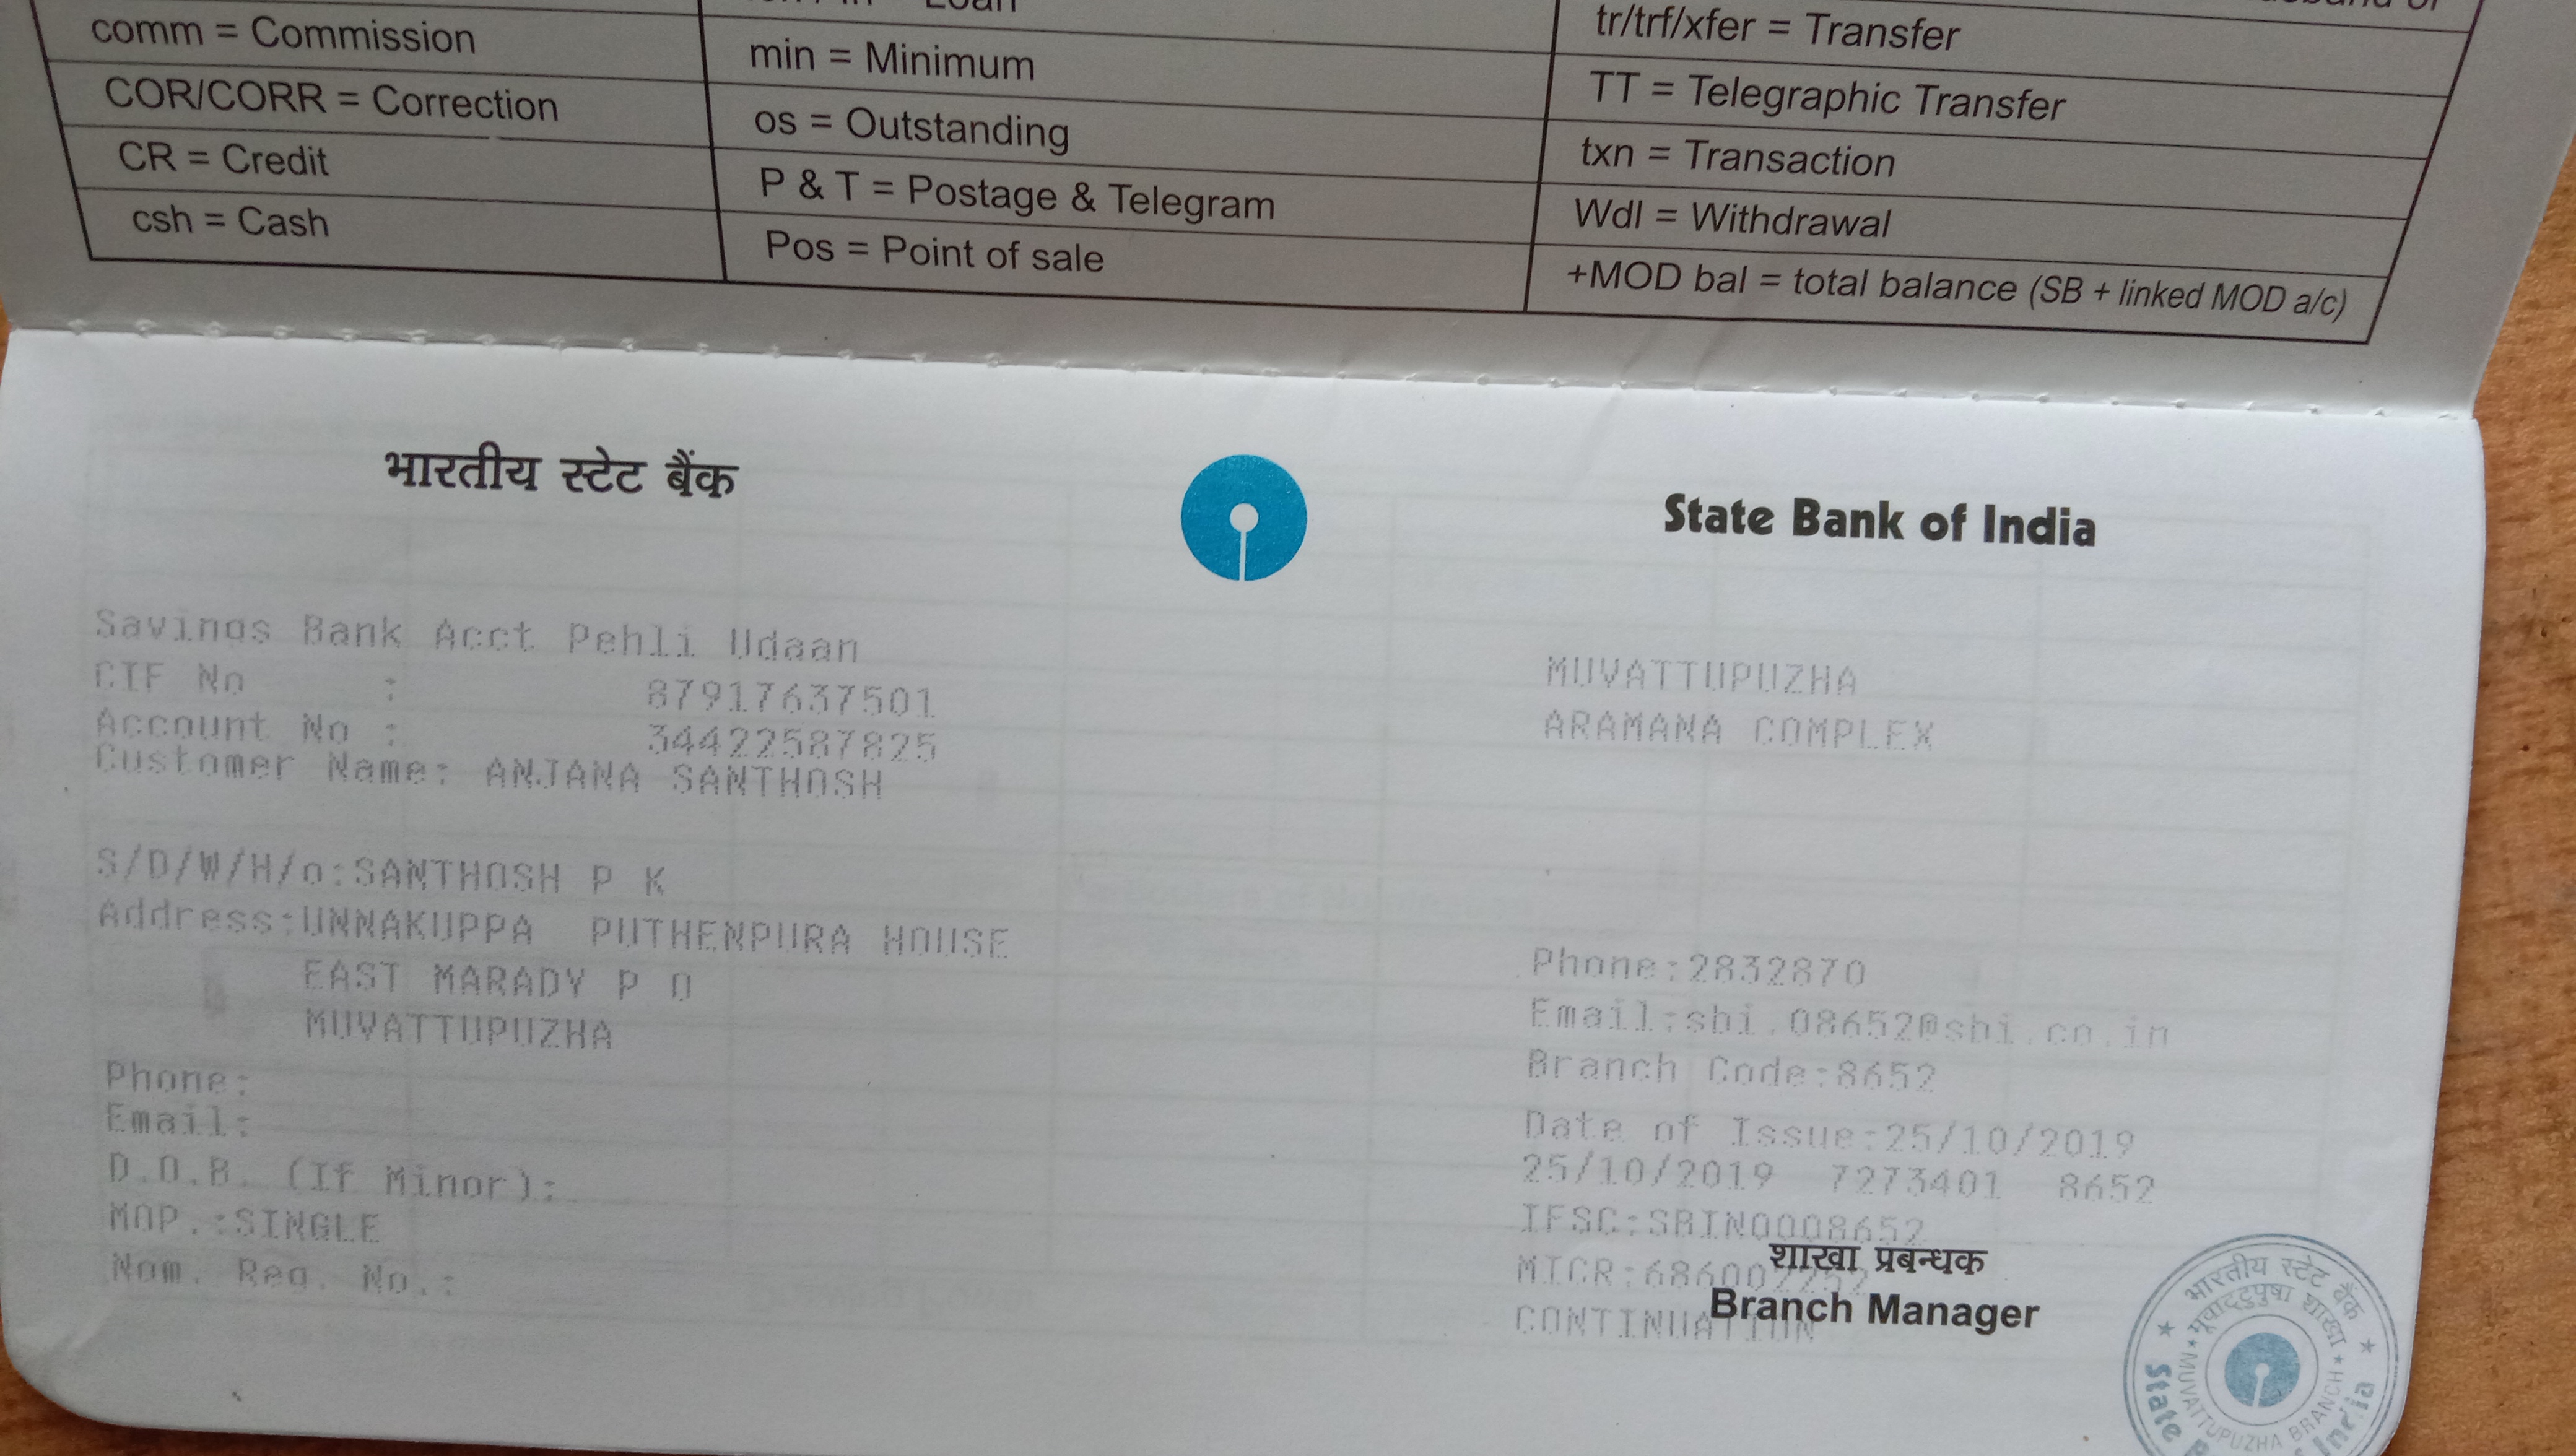 Loan
comm = Commission
min = Minimum
tr/trf/xfer = Transfer
COR/CORR = Correction
os = Outstanding
TT = Telegraphic Transfer
CR = Credit
P & T = Postage & Telegram
txn = Transaction
csh = Cash
Pos = Point of sale
Wdl = Withdrawal
+MOD bal = total balance (SB + linked MOD a/c)
भारतीय स्टेट बैंक
State Bank of India
Savings Bank Acct Pehli Udaan
CIF No : 87917637501
Account No : 34422587825
Customer Name: ANJANA SANTHOSH
S/D/W/H/o:SANTHOSH P K
Address:UNNAKUPPA PUTHENPURA HOUSE
EAST MARADY P O
MUVATTUPUZHA
Phone:
Email:
D.O.B. (If Minor):
MOP.:SINGLE
Nom. Reg. No.:
MUVATTUPUZHA
ARAMANA COMPLEX
Phone:2832870
Email:sbi.08652@sbi.co.in
Branch Code:8652
Date of Issue:25/10/2019
25/10/2019 7273401 8652
IFSC:SBIN0008652
शाखा प्रबन्धक
MICR:686002252
Branch Manager
CONTINUATION
भारतीय स्टेट बैंक
मूवाट्टुपुषा शाखा
MUVATTUPUZHA BRANCH
State India